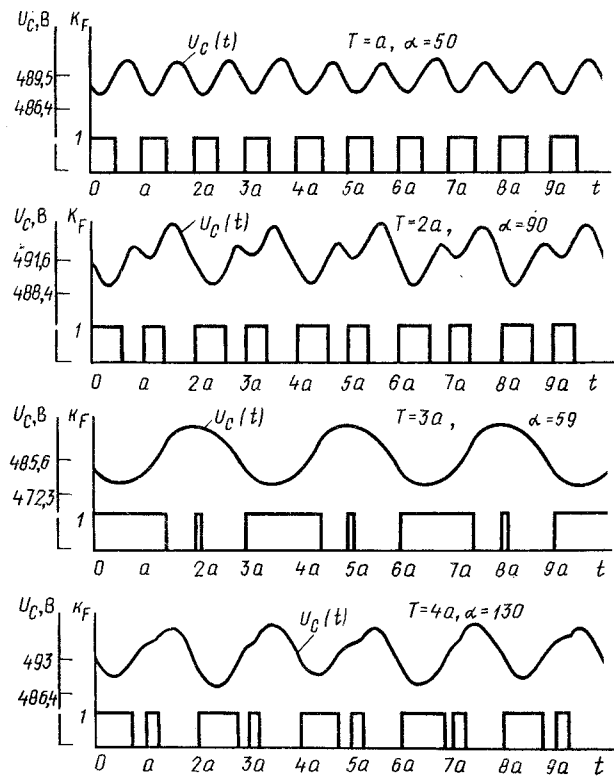 U_C,В K_F
U_C(t) T=a, α=50
489,5
486,4
1
0 a 2a 3a 4a 5a 6a 7a 8a 9a t
U_C,В K_F
U_C(t) T=2a, α=90
491,6
488,4
1
0 a 2a 3a 4a 5a 6a 7a 8a 9a t
U_C,В K_F
U_C(t) T=3a, α=59
485,6
472,3
1
0 a 2a 3a 4a 5a 6a 7a 8a 9a t
U_C,В K_F
U_C(t) T=4a, α=130
493
486,4
1
0 a 2a 3a 4a 5a 6a 7a 8a 9a t